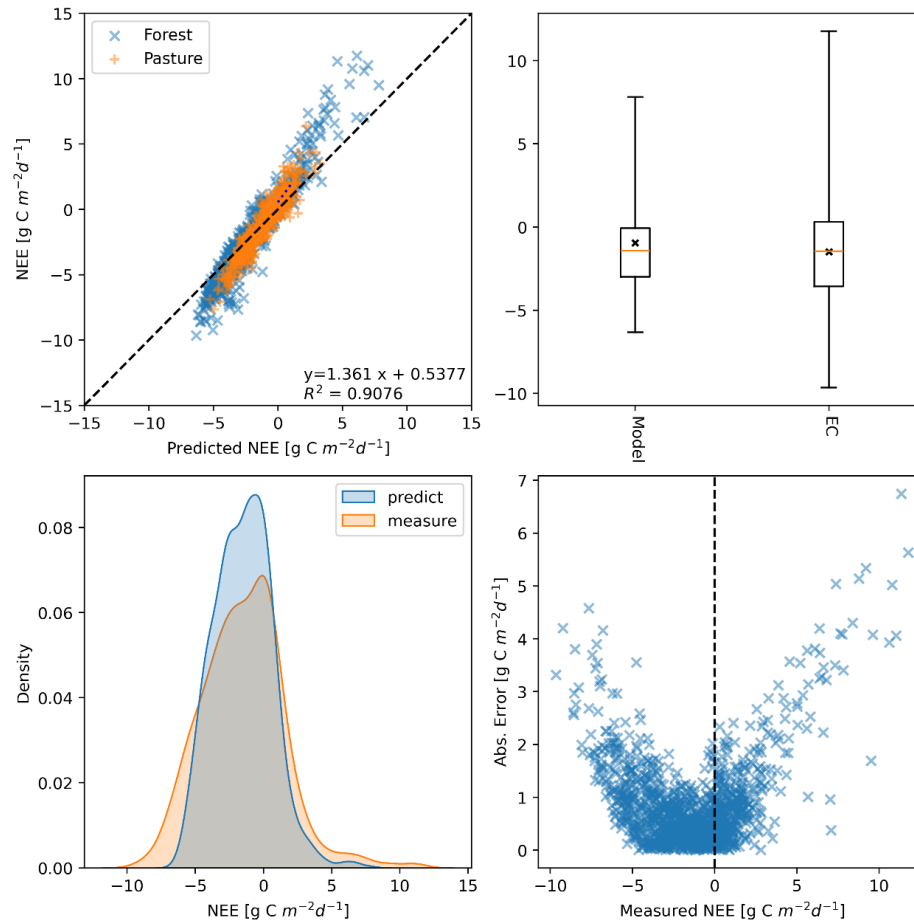 Forest
Pasture
15
10
5
0
−5
−10
−15
NEE [g C m⁻²d⁻¹]
y=1.361 x + 0.5377
R² = 0.9076
−15 −10 −5 0 5 10 15
Predicted NEE [g C m⁻²d⁻¹]
10
5
0
−5
−10
Model
EC
predict
measure
0.08
0.06
0.04
0.02
0.00
Density
−10 −5 0 5 10 15
NEE [g C m⁻²d⁻¹]
7
6
5
4
3
2
1
0
Abs. Error [g C m⁻²d⁻¹]
−10 −5 0 5 10
Measured NEE [g C m⁻²d⁻¹]